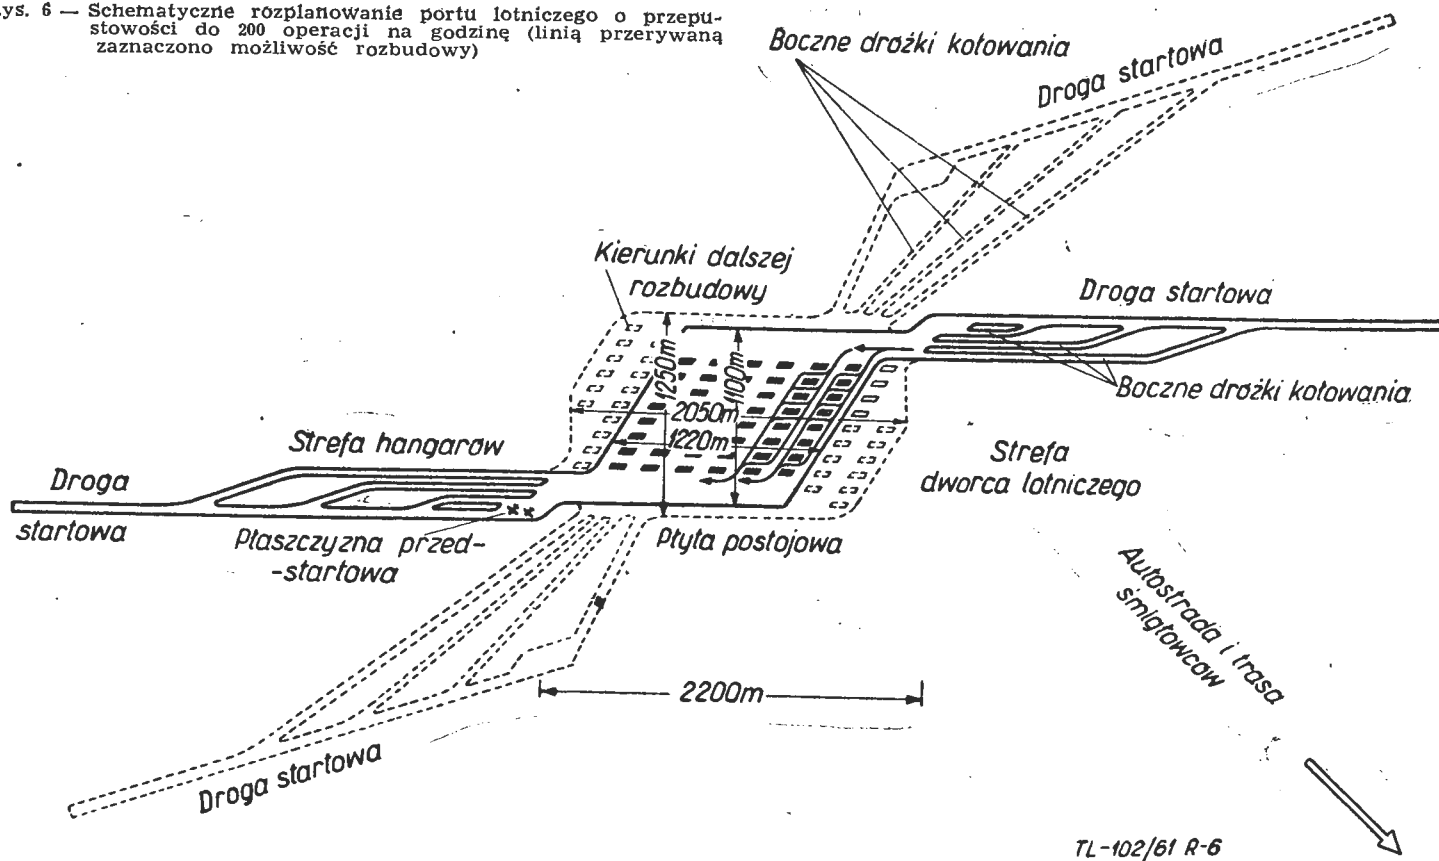 ys. 6 — Schematyczne rozplanowanie portu lotniczego o przepu-
stowości do 200 operacji na godzinę (linią przerywaną
zaznaczono możliwość rozbudowy)
Boczne dróżki kołowania
Droga startowa
Kierunki dalszej
rozbudowy
Droga startowa
1250m
1100m
Boczne dróżki kołowania
2050m
1220m
Strefa hangarów
Strefa
dworca lotniczego
Droga
startowa
Płaszczyzna przed-
-startowa
Płyta postojowa
Autostrada i trasa
śmigłowców
2200m
Droga startowa
TL-102/61 R-6